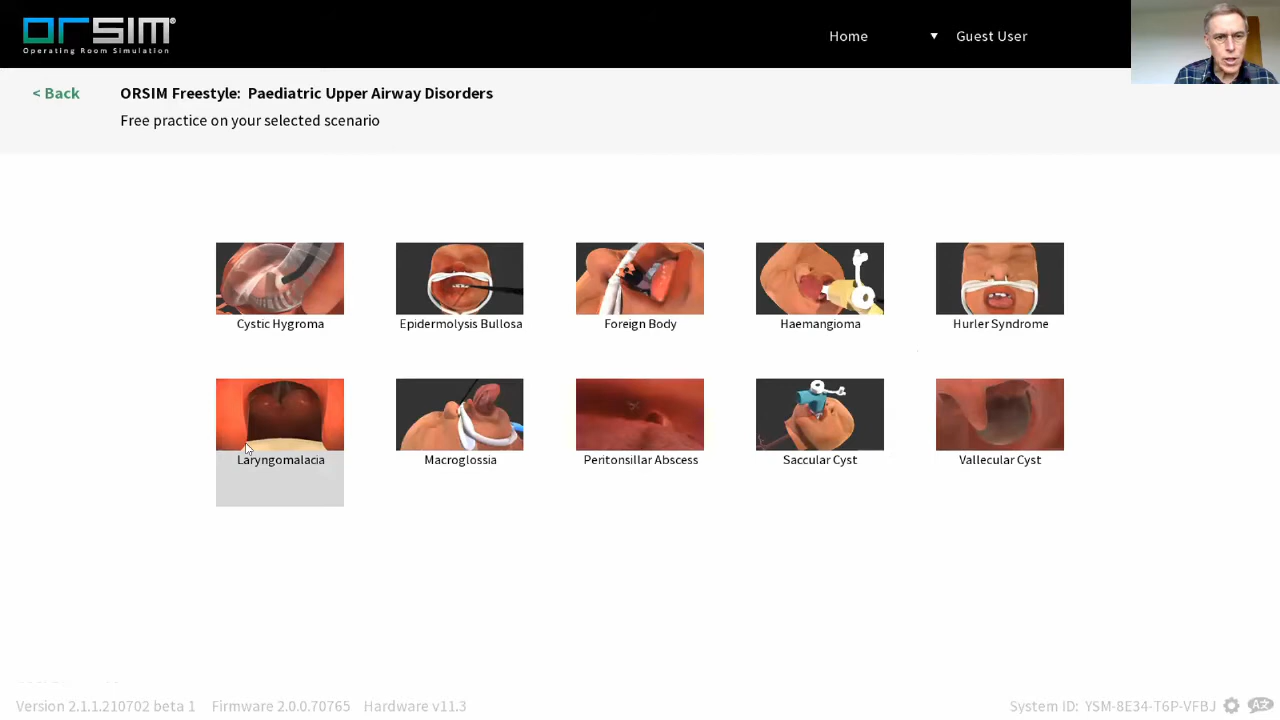 ORSIM®
Operating Room Simulation
Home
Guest User
< Back
ORSIM Freestyle: Paediatric Upper Airway Disorders
Free practice on your selected scenario
Cystic Hygroma
Epidermolysis Bullosa
Foreign Body
Haemangioma
Hurler Syndrome
Laryngomalacia
Macroglossia
Peritonsillar Abscess
Saccular Cyst
Vallecular Cyst
Version 2.1.1.210702 beta 1 Firmware 2.0.0.70765 Hardware v11.3
System ID: YSM-8E34-T6P-VFBJ